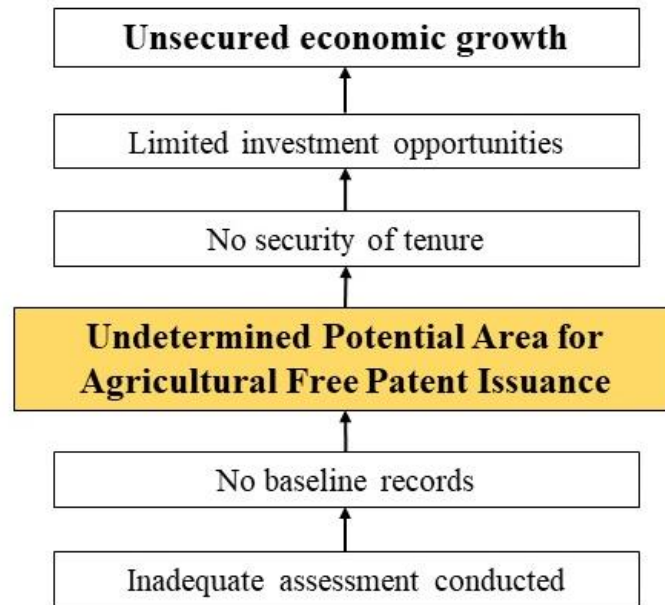 Unsecured economic growth
Limited investment opportunities
No security of tenure
Undetermined Potential Area for
Agricultural Free Patent Issuance
No baseline records
Inadequate assessment conducted